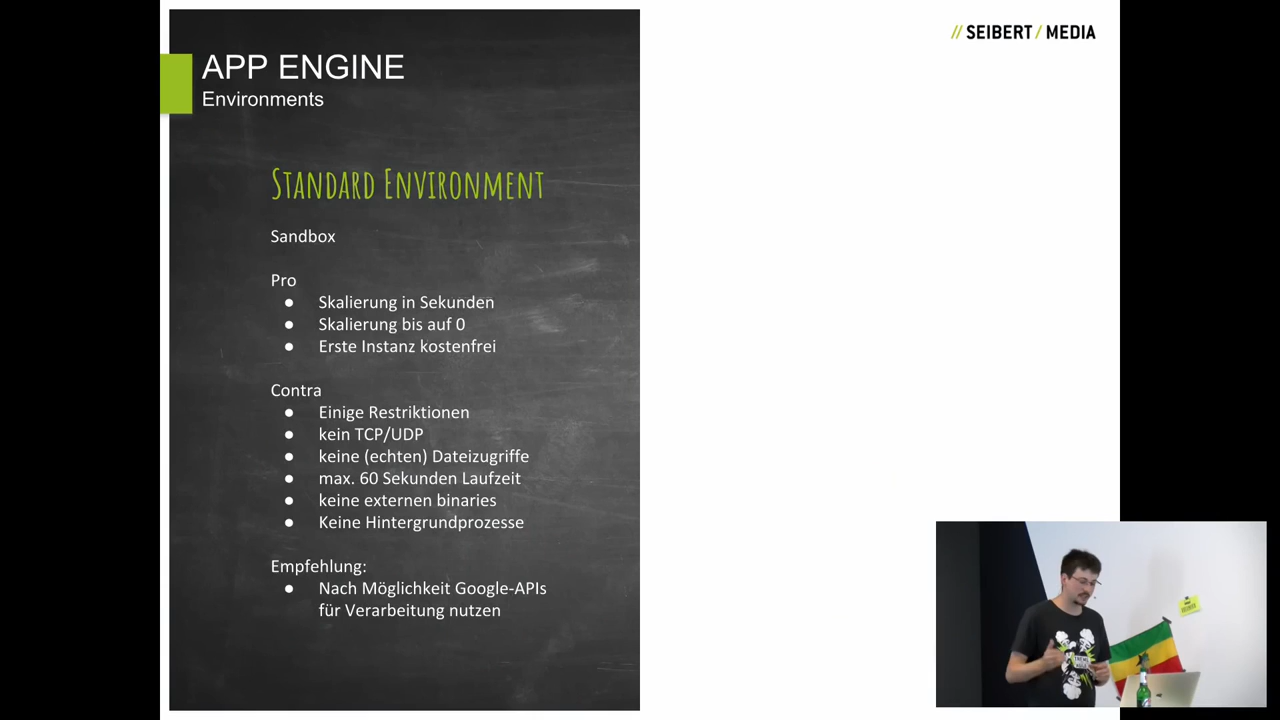 // SEIBERT / MEDIA
APP ENGINE
Environments
STANDARD ENVIRONMENT
Sandbox
Pro
● Skalierung in Sekunden
● Skalierung bis auf 0
● Erste Instanz kostenfrei
Contra
● Einige Restriktionen
● kein TCP/UDP
● keine (echten) Dateizugriffe
● max. 60 Sekunden Laufzeit
● keine externen binaries
● Keine Hintergrundprozesse
Empfehlung:
● Nach Möglichkeit Google-APIs
für Verarbeitung nutzen